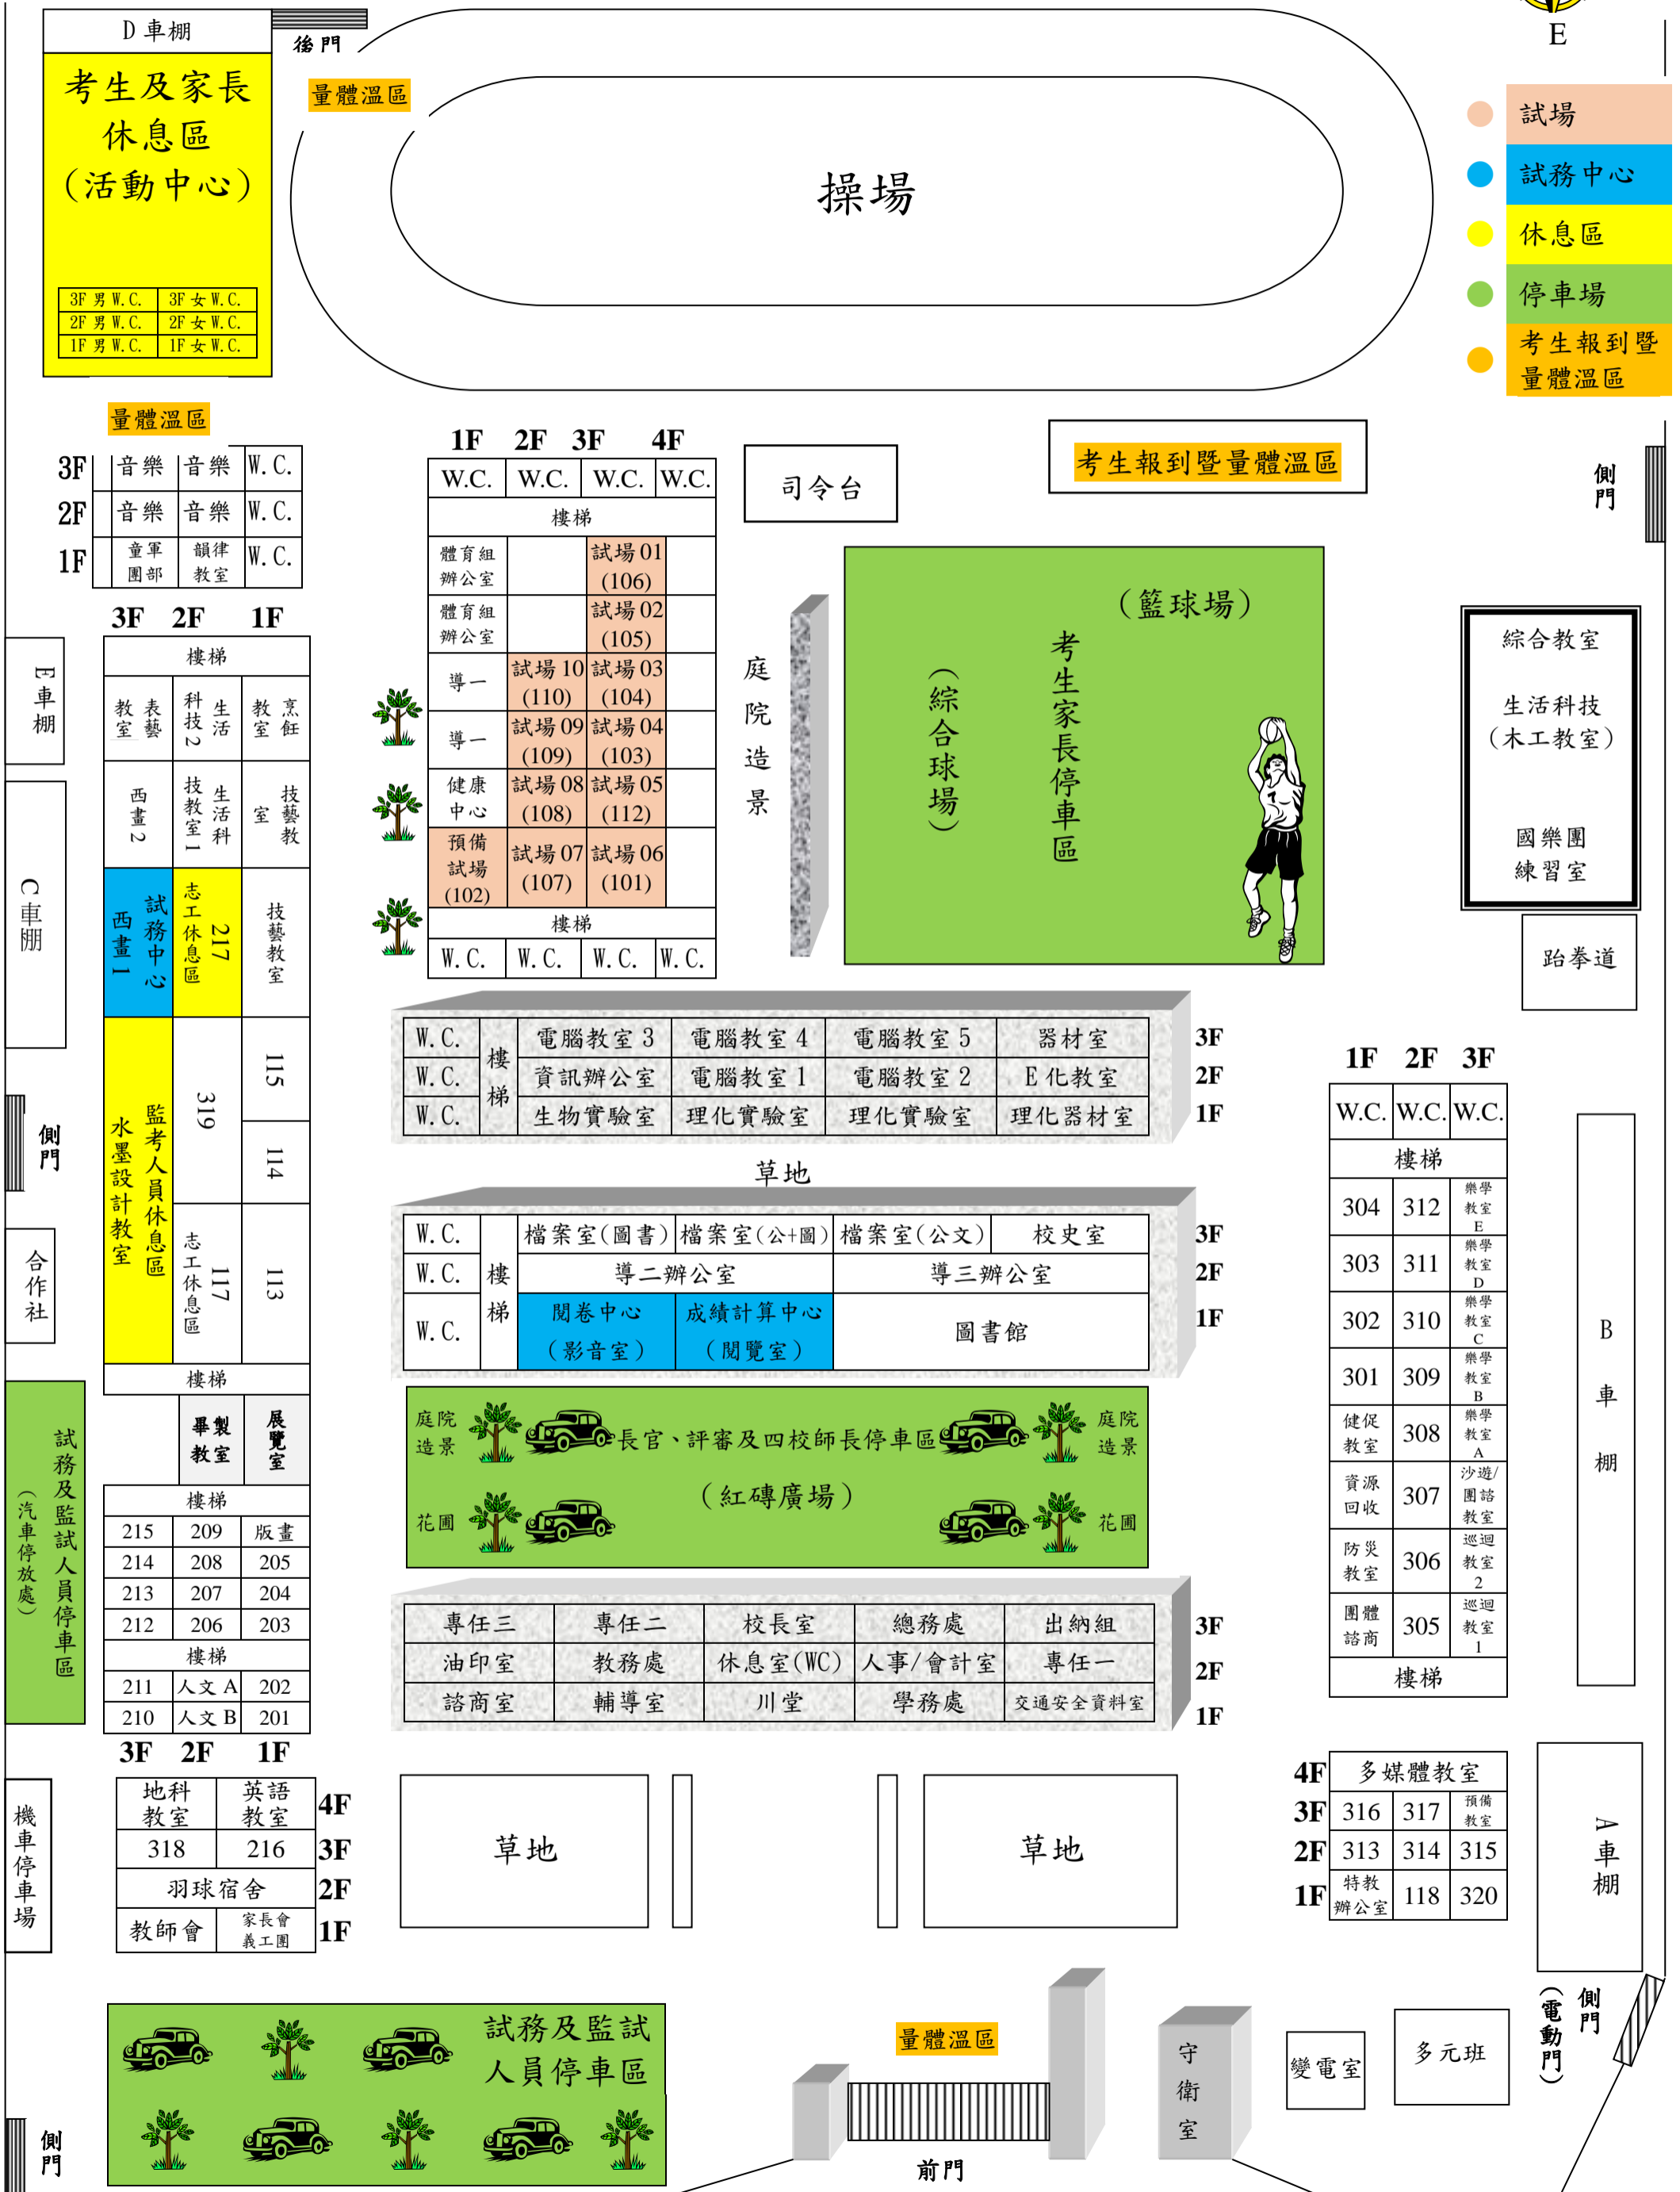 D車棚
後門
E
考生及家長
休息區
(活動中心)
3F 男 W.C. 3F 女 W.C.
2F 男 W.C. 2F 女 W.C.
1F 男 W.C. 1F 女 W.C.
量體溫區
操場
試場
試務中心
休息區
停車場
考生報到暨
量體溫區
量體溫區
3F 音樂 音樂 W.C.
2F 音樂 音樂 W.C.
1F 童軍團部 韻律教室 W.C.
1F 2F 3F 4F
W.C. W.C. W.C. W.C.
樓梯
體育組辦公室 試場01 (106)
體育組辦公室 試場02 (105)
導一 試場10 (110) 試場03 (104)
導一 試場09 (109) 試場04 (103)
健康中心 試場08 (108) 試場05 (112)
預備試場 (102) 試場07 (107) 試場06 (101)
樓梯
W.C. W.C. W.C. W.C.
司令台
考生報到暨量體溫區
側門
庭院造景
(籃球場)
考生家長停車區
(綜合球場)
綜合教室
生活科技
(木工教室)
國樂團
練習室
跆拳道
E車棚
C車棚
側門
合作社
試務及監試人員停車區
(汽車停放處)
機車停車場
側門
3F 2F 1F
樓梯
表藝教室 生活科技2 烹飪教室
西畫2 生活科技教室1 技藝教室
試務中心 西畫1 217 志工休息區 技藝教室
監考人員休息區 水墨設計教室 319 115
114
117 志工休息區 113
樓梯
畢製教室 展覽室
樓梯
215 209 版畫
214 208 205
213 207 204
212 206 203
樓梯
211 人文A 202
210 人文B 201
3F 2F 1F
地科教室 英語教室 4F
318 216 3F
羽球宿舍 2F
教師會 家長會義工團 1F
W.C. 樓梯 電腦教室3 電腦教室4 電腦教室5 器材室 3F
W.C. 資訊辦公室 電腦教室1 電腦教室2 E化教室 2F
W.C. 生物實驗室 理化實驗室 理化實驗室 理化器材室 1F
草地
W.C. 樓梯 檔案室(圖書) 檔案室(公+圖) 檔案室(公文) 校史室 3F
W.C. 導二辦公室 導三辦公室 2F
W.C. 閱卷中心(影音室) 成績計算中心(閱覽室) 圖書館 1F
庭院造景 長官、評審及四校師長停車區 庭院造景
(紅磚廣場)
花圃 花圃
專任三 專任二 校長室 總務處 出納組 3F
油印室 教務處 休息室(WC) 人事/會計室 專任一 2F
諮商室 輔導室 川堂 學務處 交通安全資料室 1F
草地 草地
1F 2F 3F
W.C. W.C. W.C.
樓梯
304 312 樂學教室E
303 311 樂學教室D
302 310 樂學教室C
301 309 樂學教室B
健促教室 308 樂學教室A
資源回收 307 沙遊/團諮教室
防災教室 306 巡迴教室2
團體諮商 305 巡迴教室1
樓梯
B車棚
4F 多媒體教室
3F 316 317 預備教室
2F 313 314 315
1F 特教辦公室 118 320
A車棚
側門
(電動門)
試務及監試
人員停車區
量體溫區
前門
守衛室
變電室
多元班